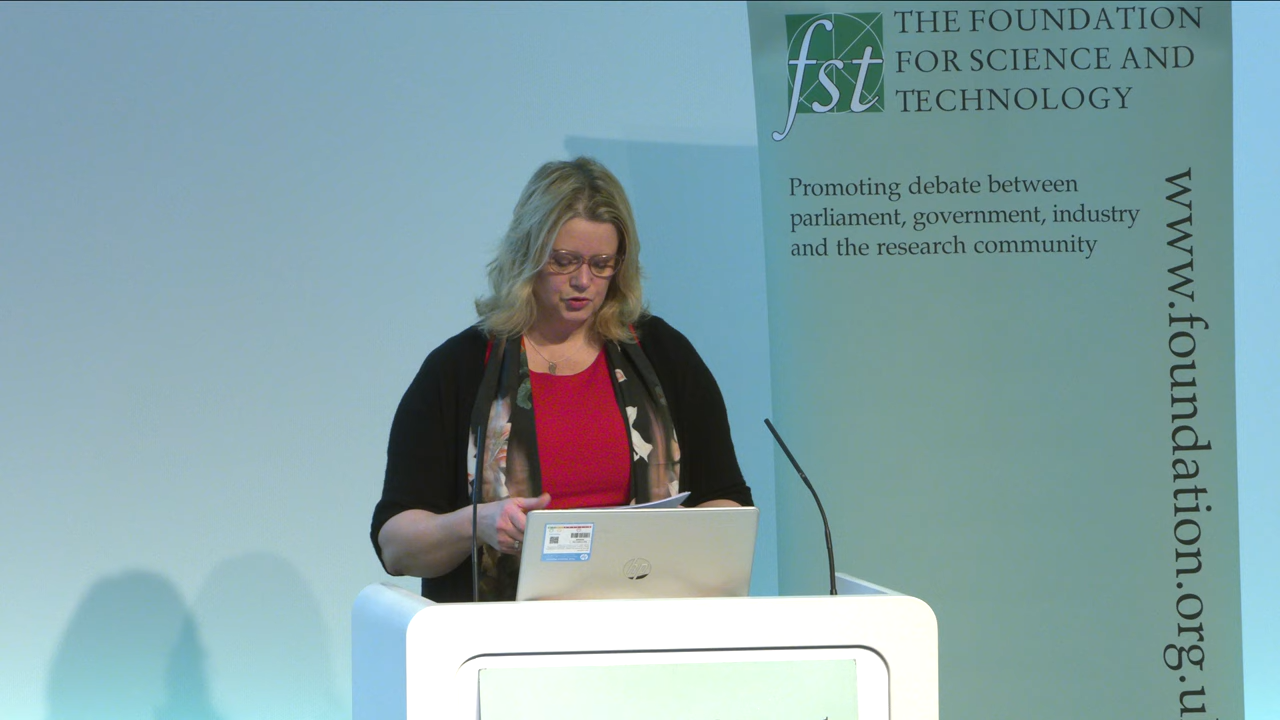 fst
THE FOUNDATION
FOR SCIENCE AND
TECHNOLOGY
Promoting debate between
parliament, government, industry
and the research community
www.foundation.org.u
hp